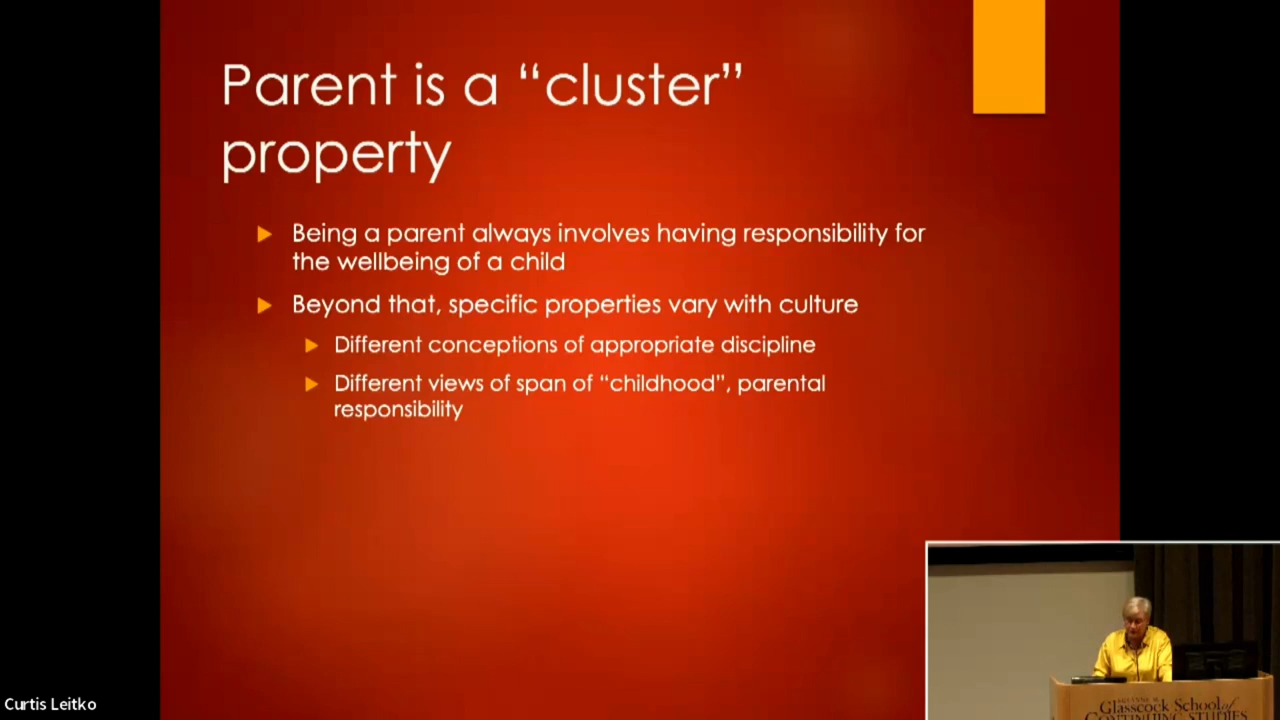 Parent is a “cluster”
property
Being a parent always involves having responsibility for
the wellbeing of a child
Beyond that, specific properties vary with culture
Different conceptions of appropriate discipline
Different views of span of “childhood”, parental
responsibility
Glasscock School of
CONTINUING STUDIES
Curtis Leitko